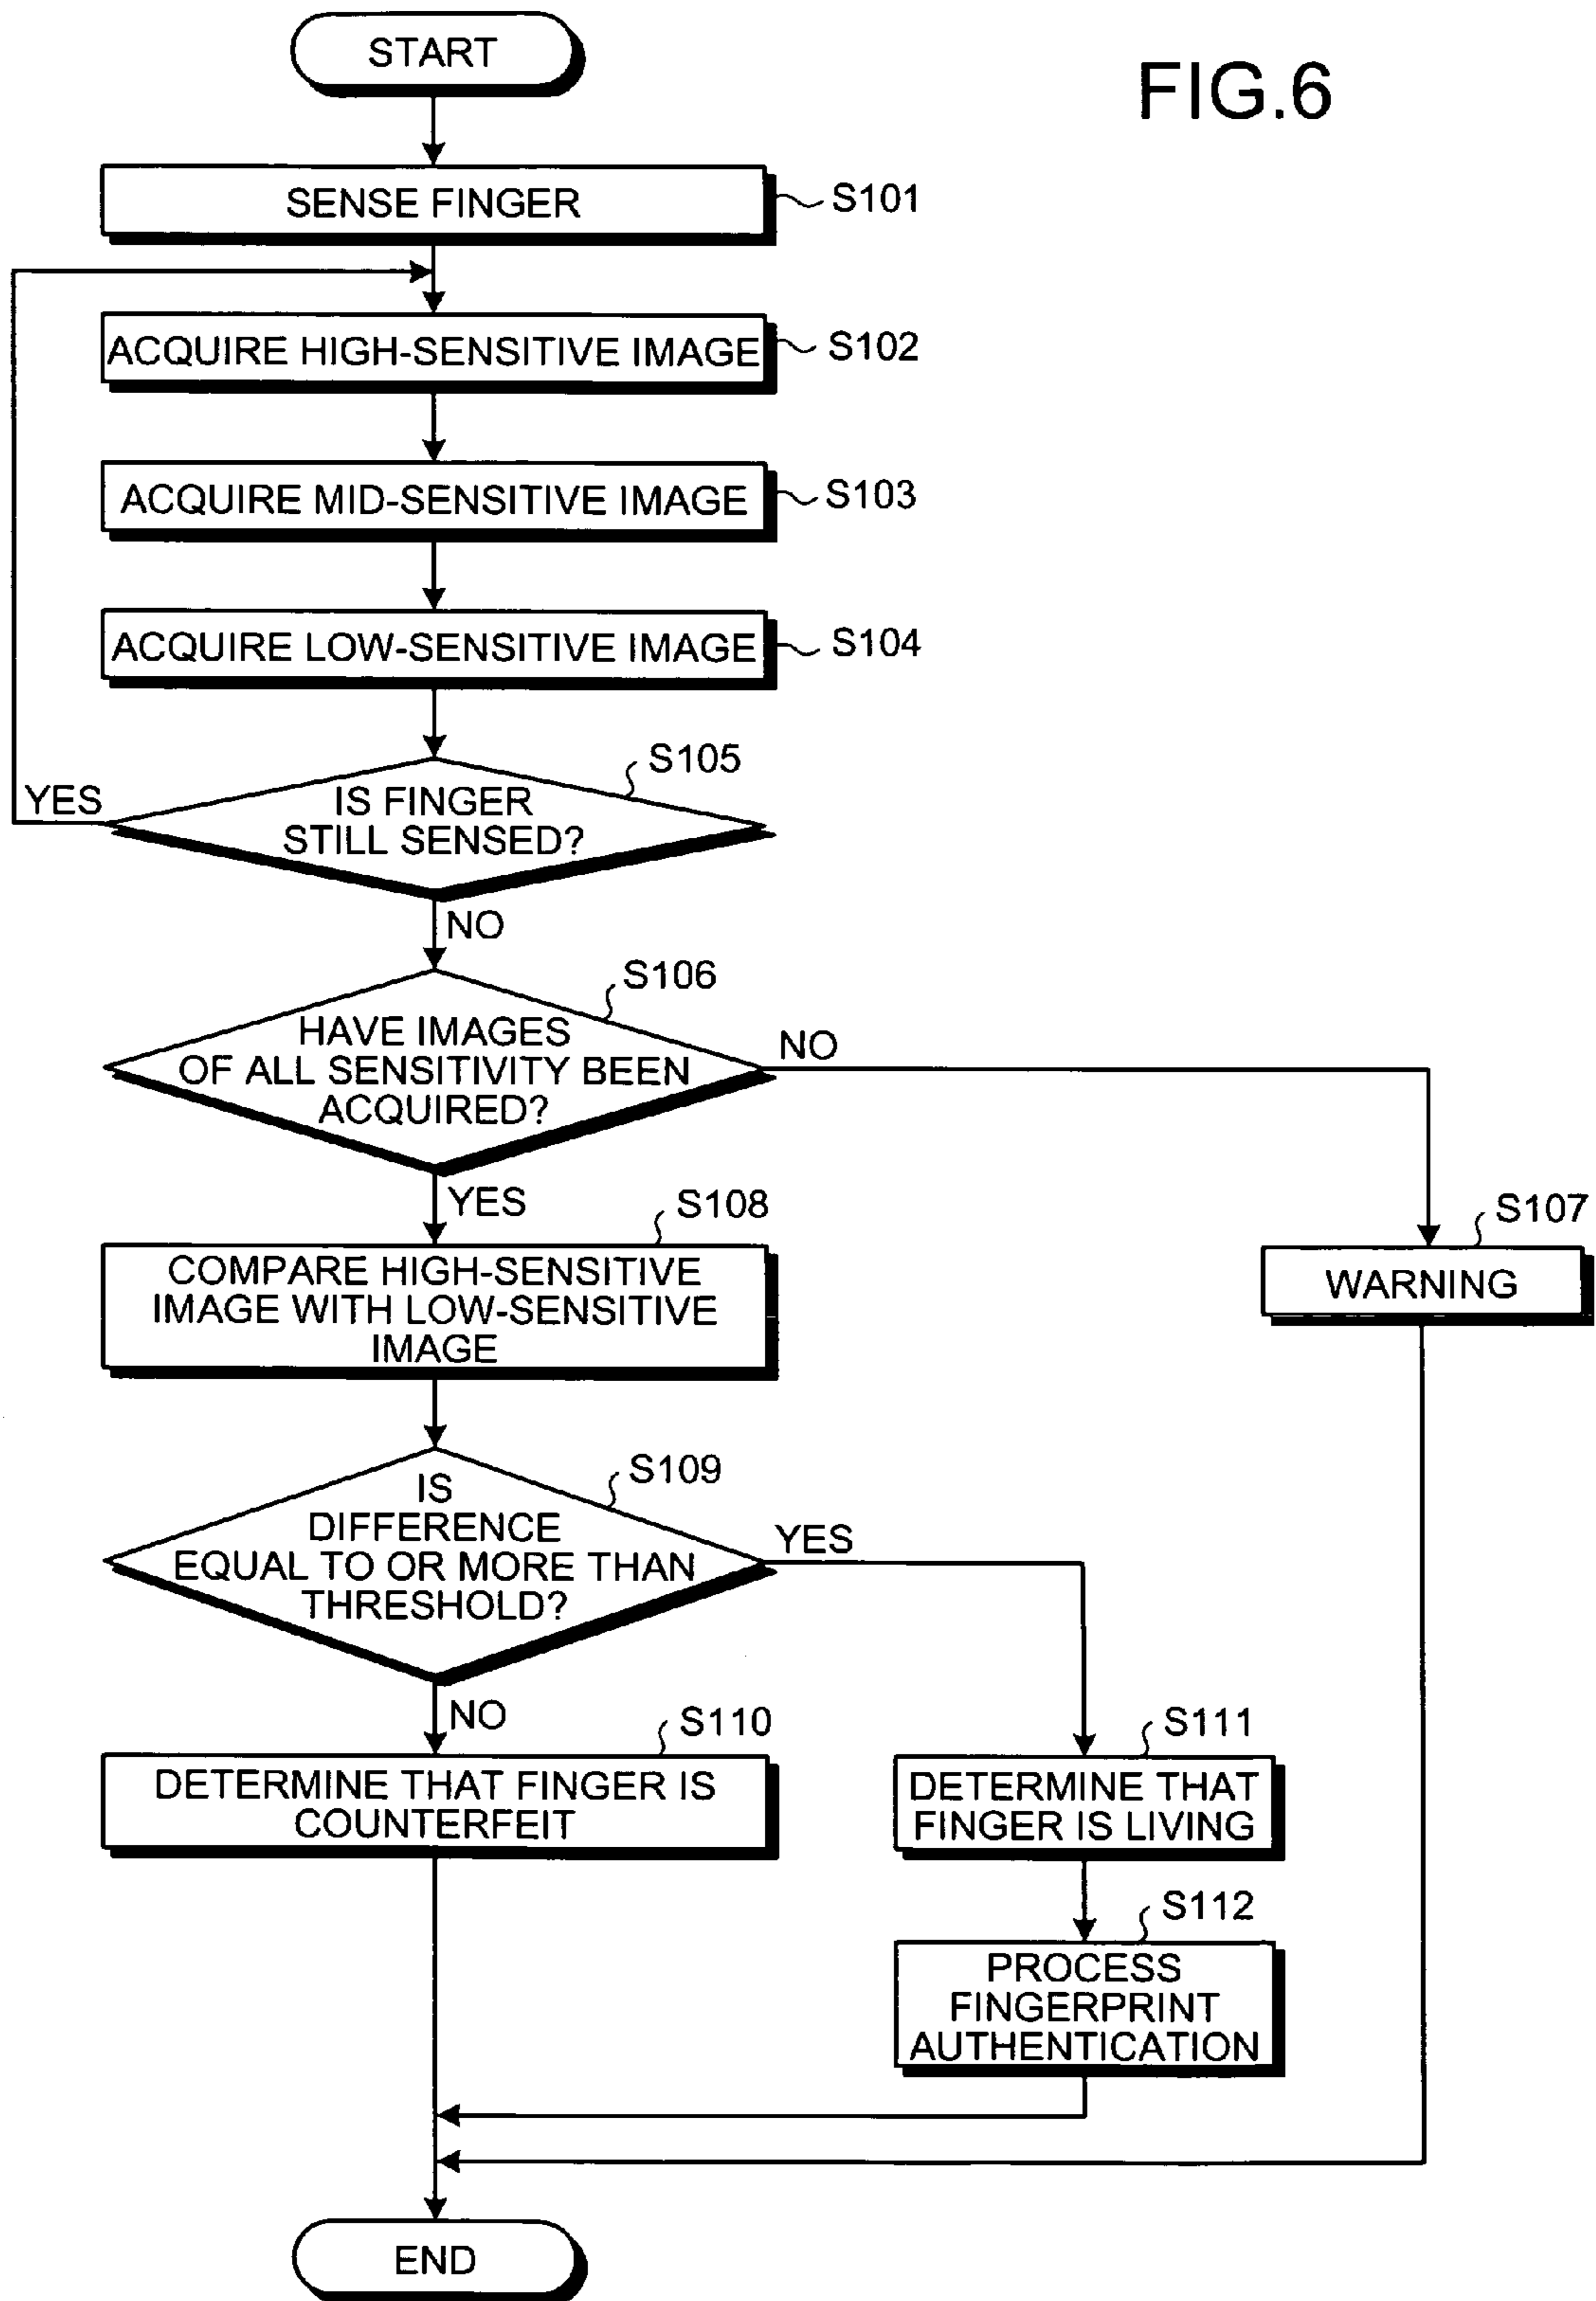 FIG.6
START
SENSE FINGER
S101
ACQUIRE HIGH-SENSITIVE IMAGE
S102
ACQUIRE MID-SENSITIVE IMAGE
S103
ACQUIRE LOW-SENSITIVE IMAGE
S104
S105
YES
IS FINGER
STILL SENSED?
NO
S106
HAVE IMAGES
OF ALL SENSITIVITY BEEN
ACQUIRED?
NO
YES
S107
WARNING
S108
COMPARE HIGH-SENSITIVE
IMAGE WITH LOW-SENSITIVE
IMAGE
S109
IS
DIFFERENCE
EQUAL TO OR MORE THAN
THRESHOLD?
YES
NO
S110
DETERMINE THAT FINGER IS
COUNTERFEIT
S111
DETERMINE THAT
FINGER IS LIVING
S112
PROCESS
FINGERPRINT
AUTHENTICATION
END